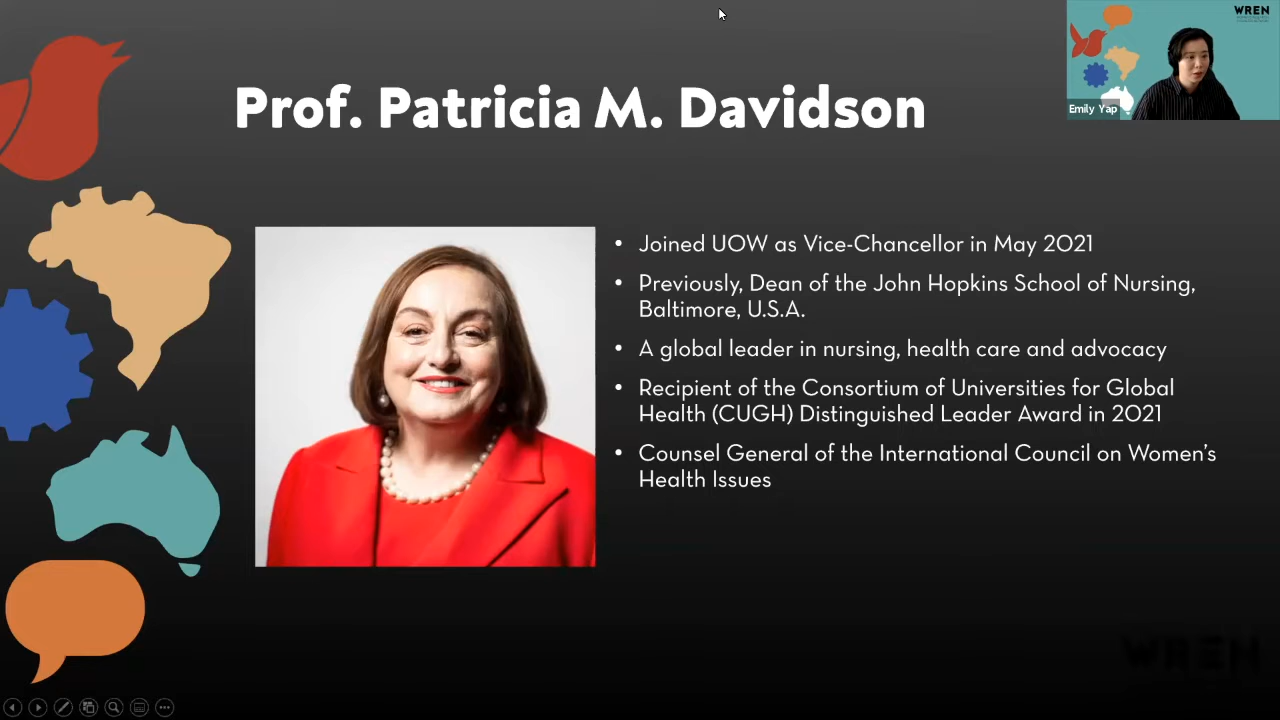 WREN
Emily Yap
Prof. Patricia M. Davidson
• Joined UOW as Vice-Chancellor in May 2021
• Previously, Dean of the John Hopkins School of Nursing,
Baltimore, U.S.A.
• A global leader in nursing, health care and advocacy
• Recipient of the Consortium of Universities for Global
Health (CUGH) Distinguished Leader Award in 2021
• Counsel General of the International Council on Women's
Health Issues
WREN